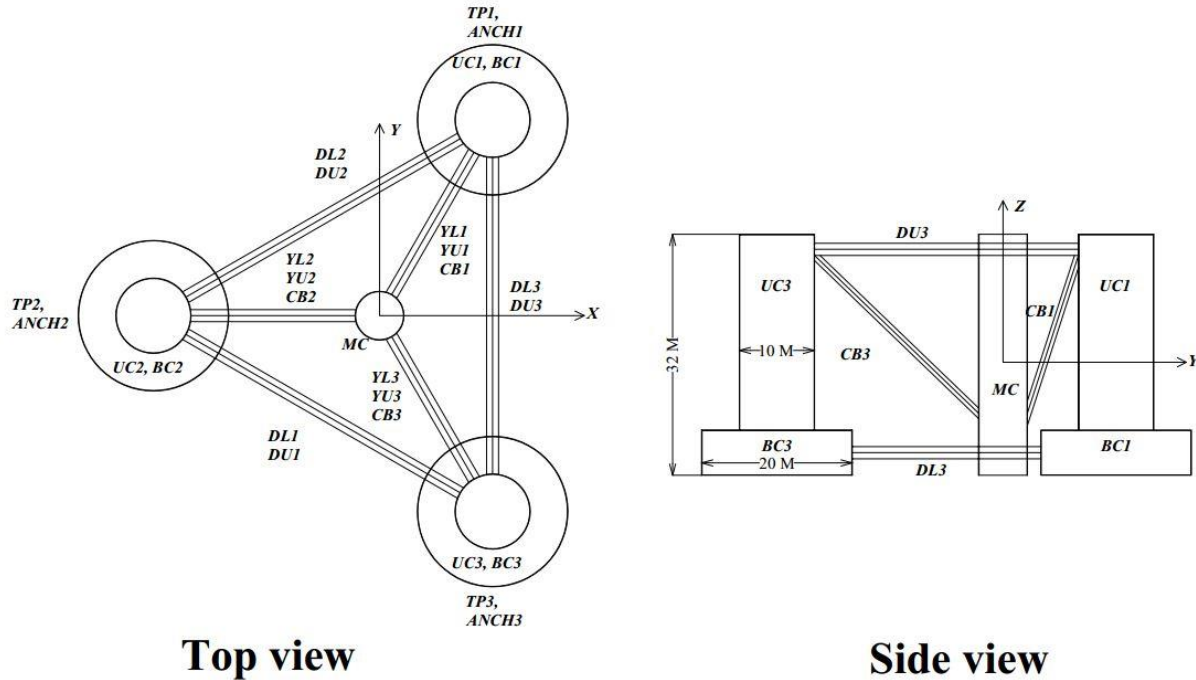 TP1,
ANCH1
UC1, BC1
Y
DL2
DU2
YL1
YU1
CB1
YL2
YU2
CB2
DL3
DU3
TP2,
ANCH2
X
MC
UC2, BC2
YL3
YU3
CB3
DL1
DU1
UC3, BC3
TP3,
ANCH3
Top view
Z
DU3
UC3
UC1
CB1
32 M
10 M
CB3
Y
MC
BC3
BC1
20 M
DL3
Side view